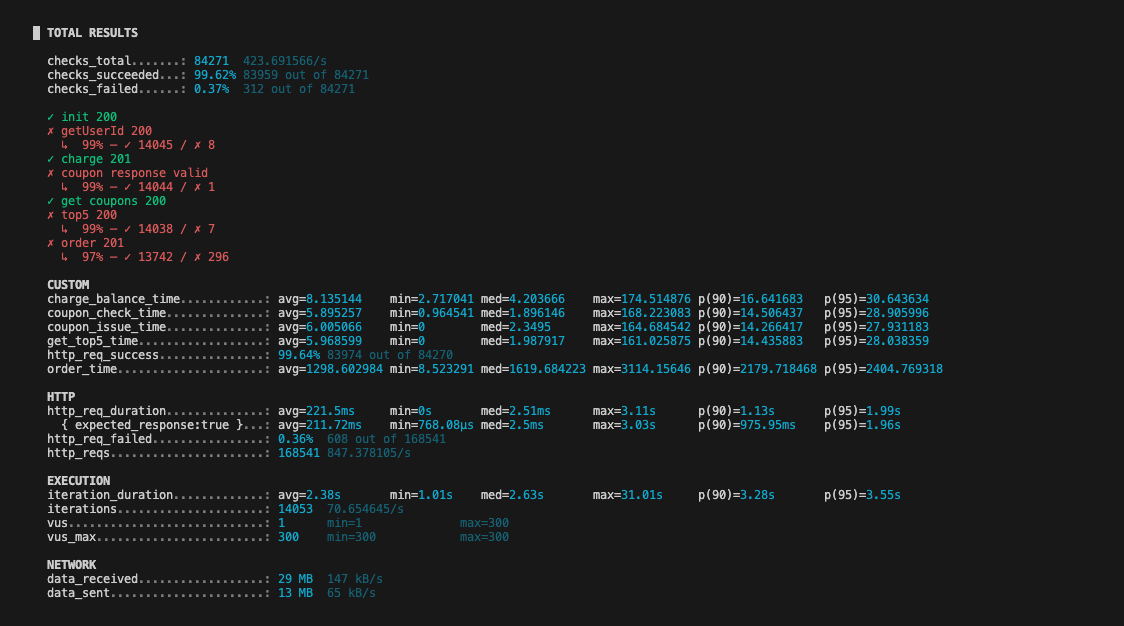 TOTAL RESULTS
checks_total.......: 84271 423.691566/s
checks_succeeded...: 99.62% 83959 out of 84271
checks_failed......: 0.37% 312 out of 84271
✓ init 200
✗ getUserId 200
↳ 99% — ✓ 14045 / ✗ 8
✓ charge 201
✗ coupon response valid
↳ 99% — ✓ 14044 / ✗ 1
✓ get coupons 200
✗ top5 200
↳ 99% — ✓ 14038 / ✗ 7
✗ order 201
↳ 97% — ✓ 13742 / ✗ 296
CUSTOM
charge_balance_time............: avg=8.135144 min=2.717041 med=4.203666 max=174.514876 p(90)=16.641683 p(95)=30.643634
coupon_check_time..............: avg=5.895257 min=0.964541 med=1.896146 max=168.223083 p(90)=14.506437 p(95)=28.905996
coupon_issue_time..............: avg=6.005066 min=0 med=2.3495 max=164.684542 p(90)=14.266417 p(95)=27.931183
get_top5_time..................: avg=5.968599 min=0 med=1.987917 max=161.025875 p(90)=14.435883 p(95)=28.038359
http_req_success...............: 99.64% 83974 out of 84270
order_time.....................: avg=1298.602984 min=8.523291 med=1619.684223 max=3114.15646 p(90)=2179.718468 p(95)=2404.769318
HTTP
http_req_duration..............: avg=221.5ms min=0s med=2.51ms max=3.11s p(90)=1.13s p(95)=1.99s
{ expected_response:true }...: avg=211.72ms min=768.08µs med=2.5ms max=3.03s p(90)=975.95ms p(95)=1.96s
http_req_failed................: 0.36% 608 out of 168541
http_reqs......................: 168541 847.378105/s
EXECUTION
iteration_duration.............: avg=2.38s min=1.01s med=2.63s max=31.01s p(90)=3.28s p(95)=3.55s
iterations.....................: 14053 70.654645/s
vus............................: 1 min=1 max=300
vus_max........................: 300 min=300 max=300
NETWORK
data_received..................: 29 MB 147 kB/s
data_sent......................: 13 MB 65 kB/s